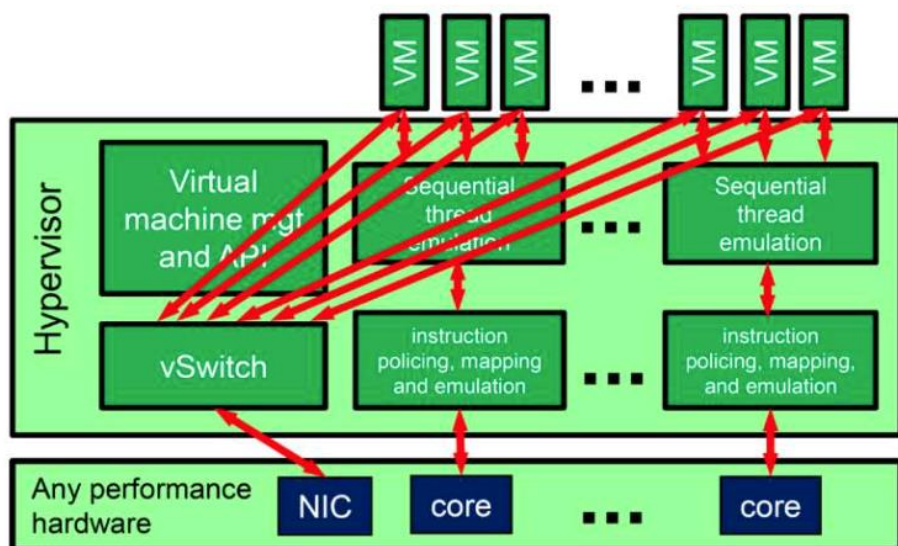 VM
VM
VM
VM
VM
VM
Hypervisor
Virtual
machine mgt
and API
Sequential
thread
emulation
Sequential
thread
emulation
vSwitch
instruction
policing, mapping
and emulation
instruction
policing, mapping,
and emulation
Any performance
hardware
NIC
core
core